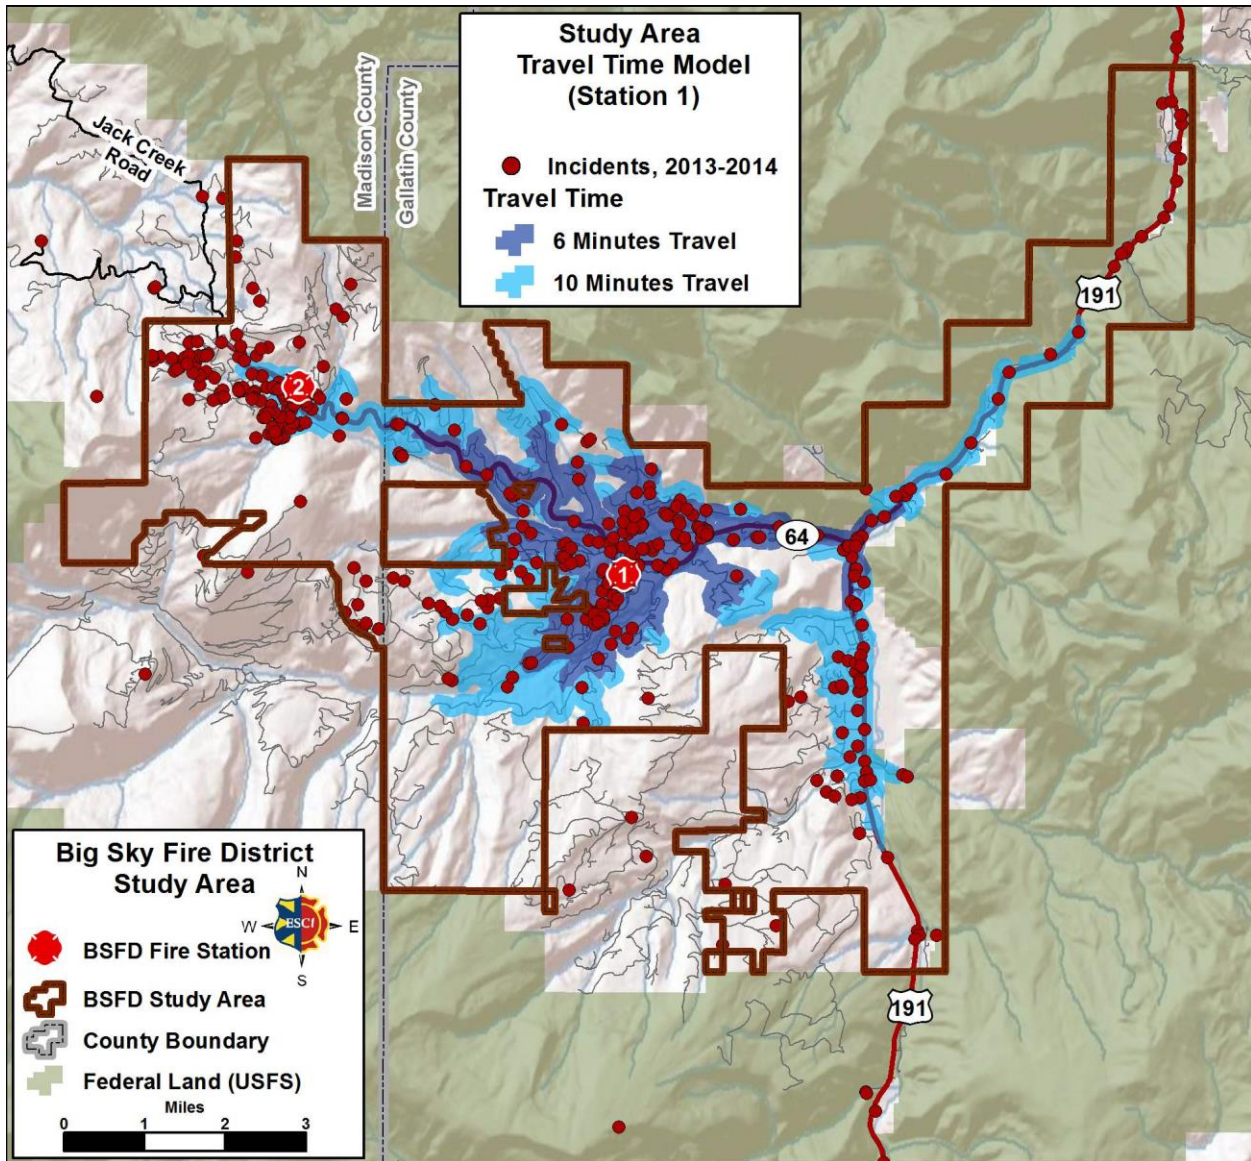 Study Area
Travel Time Model
(Station 1)
Incidents, 2013-2014
Travel Time
6 Minutes Travel
10 Minutes Travel
Madison County
Gallatin County
Jack Creek
Road
191
2
64
1
Big Sky Fire District
Study Area
N
W
ESCi
E
S
BSFD Fire Station
BSFD Study Area
County Boundary
Federal Land (USFS)
Miles
0 1 2 3
191